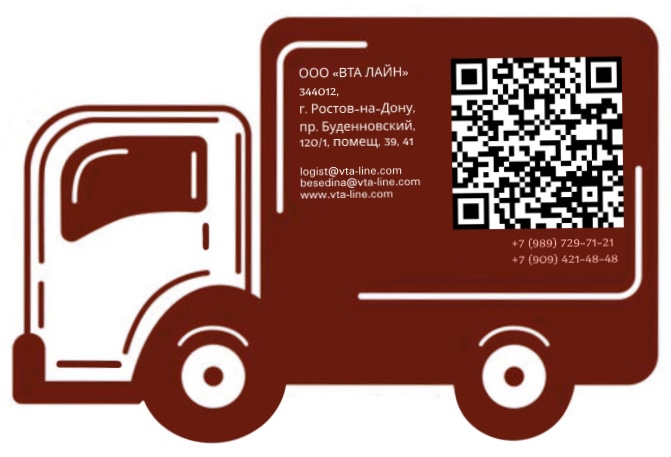 ООО «ВТА ЛАЙН»
344012,
г. Ростов-на-Дону,
пр. Буденновский,
120/1, помещ, 39, 41
logist@vta-line.com
besedina@vta-line.com
www.vta-line.com
+7 (989) 729-71-21
+7 (909) 421-48-48